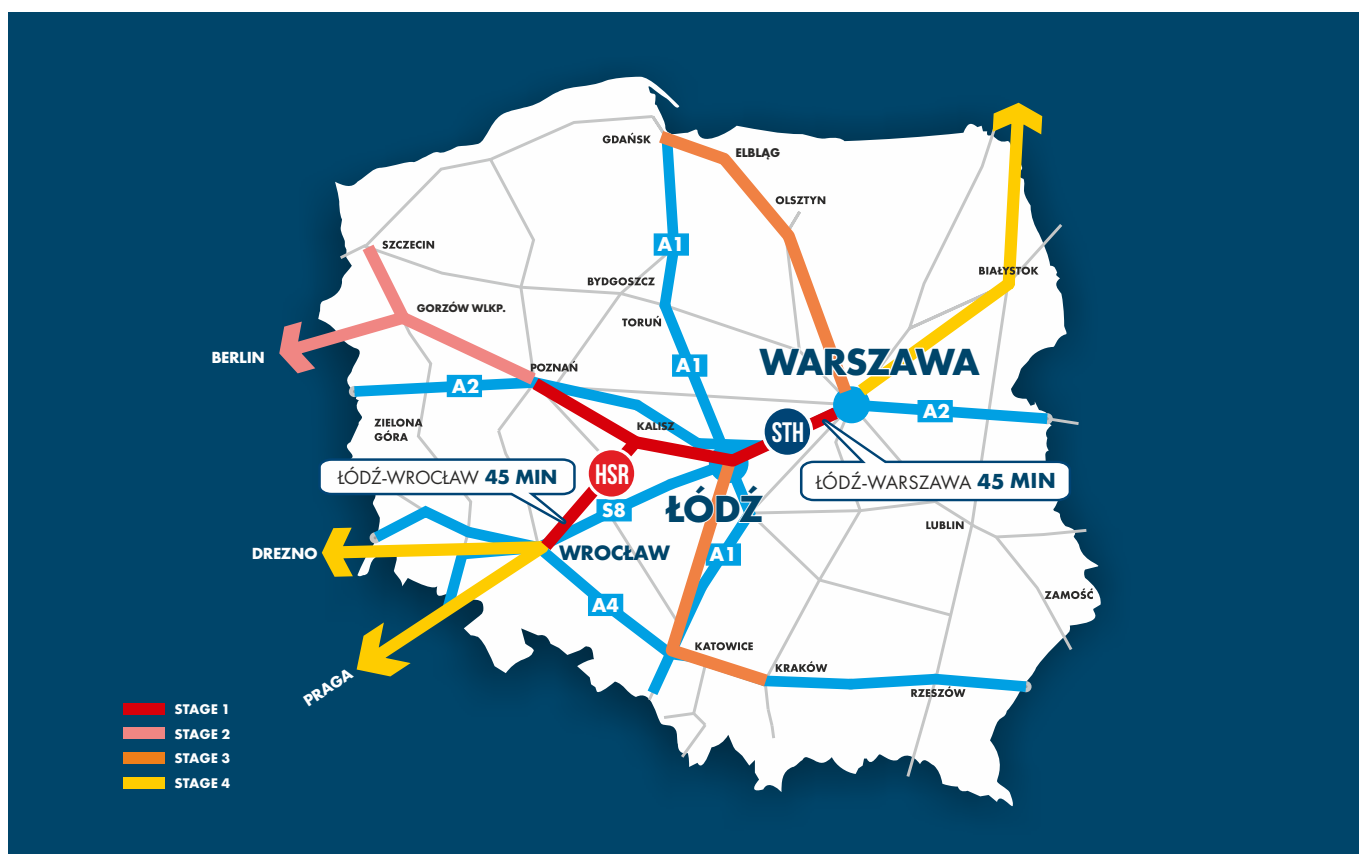 GDAŃSK
ELBLĄG
OLSZTYN
SZCZECIN
A1
BIAŁYSTOK
BYDGOSZCZ
GORZÓW WLKP.
TORUŃ
BERLIN
WARSZAWA
POZNAŃ
A1
A2
A2
ZIELONA
GÓRA
KALISZ
STH
ŁÓDŹ-WROCŁAW 45 MIN
HSR
ŁÓDŹ-WARSZAWA 45 MIN
S8
ŁÓDŹ
LUBLIN
DREZNO
WROCŁAW
A1
A4
ZAMOŚĆ
KATOWICE
KRAKÓW
PRAGA
RZESZÓW
STAGE 1
STAGE 2
STAGE 3
STAGE 4